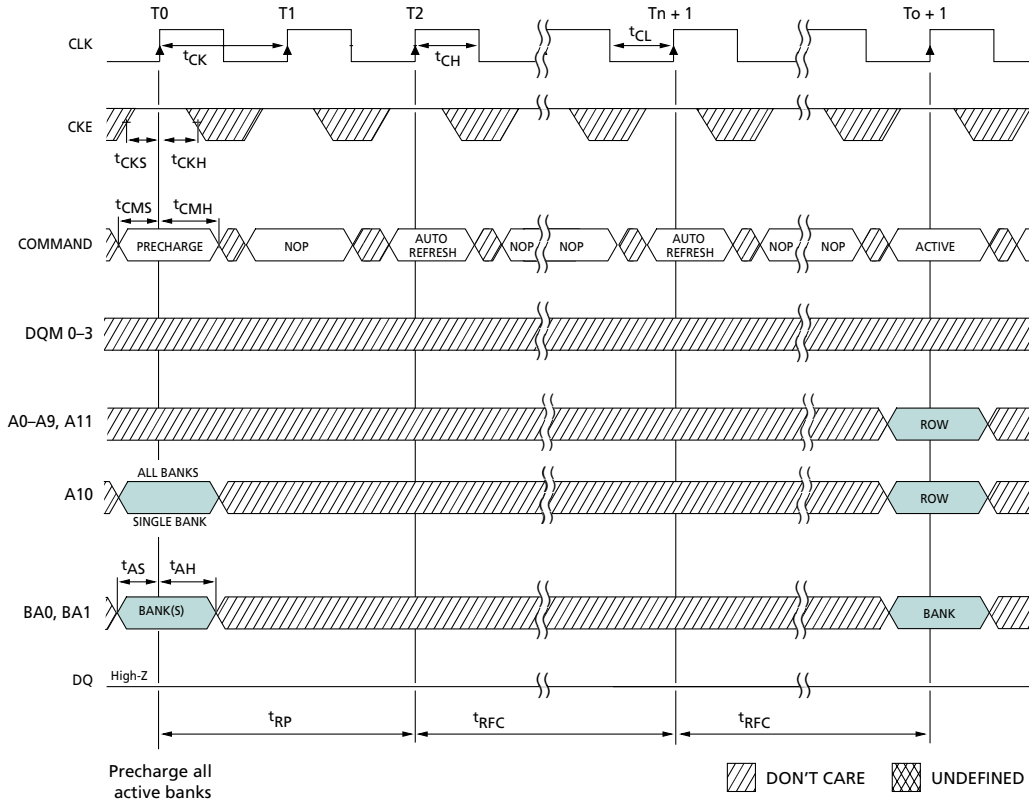 T0 T1 T2 Tn + 1 To + 1
CLK
tCK tCH tCL
CKE
tCKS tCKH
tCMS tCMH
COMMAND PRECHARGE NOP AUTO REFRESH NOP NOP AUTO REFRESH NOP NOP ACTIVE
DQM 0–3
A0–A9, A11 ROW
ALL BANKS
A10 ROW
SINGLE BANK
tAS tAH
BA0, BA1 BANK(S) BANK
DQ High-Z
tRP tRFC tRFC
Precharge all
active banks
DON'T CARE UNDEFINED